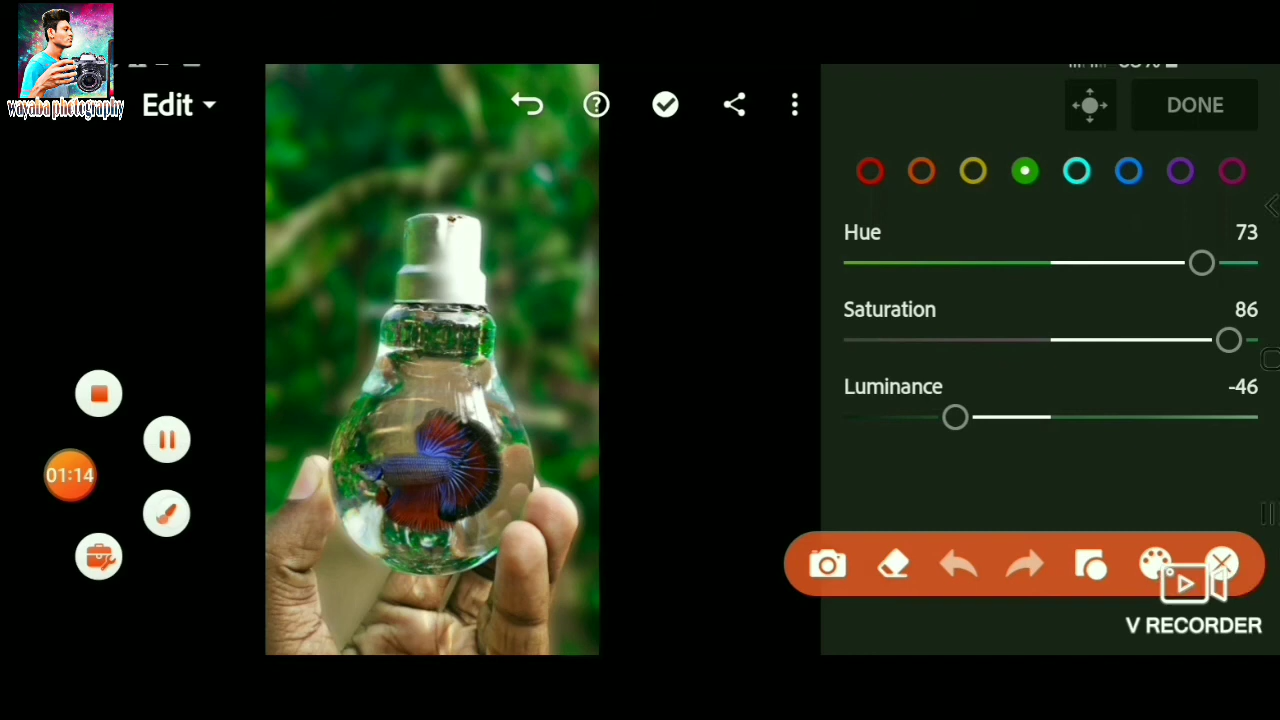 wayaba photography
Edit
DONE
Hue 73
Saturation 86
Luminance -46
01:14
V RECORDER